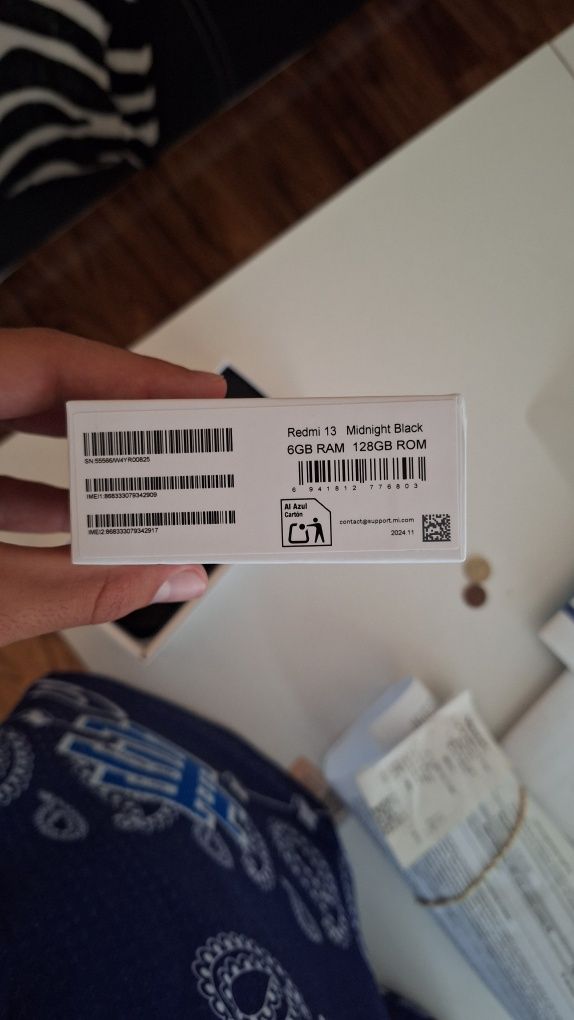 SN:55566/W4YR00825
IMEI1:868333079342909
IMEI2:868333079342917
Redmi 13 Midnight Black
6GB RAM 128GB ROM
6 941812 776803
Al Azul
Cartón
contact@support.mi.com
2024.11